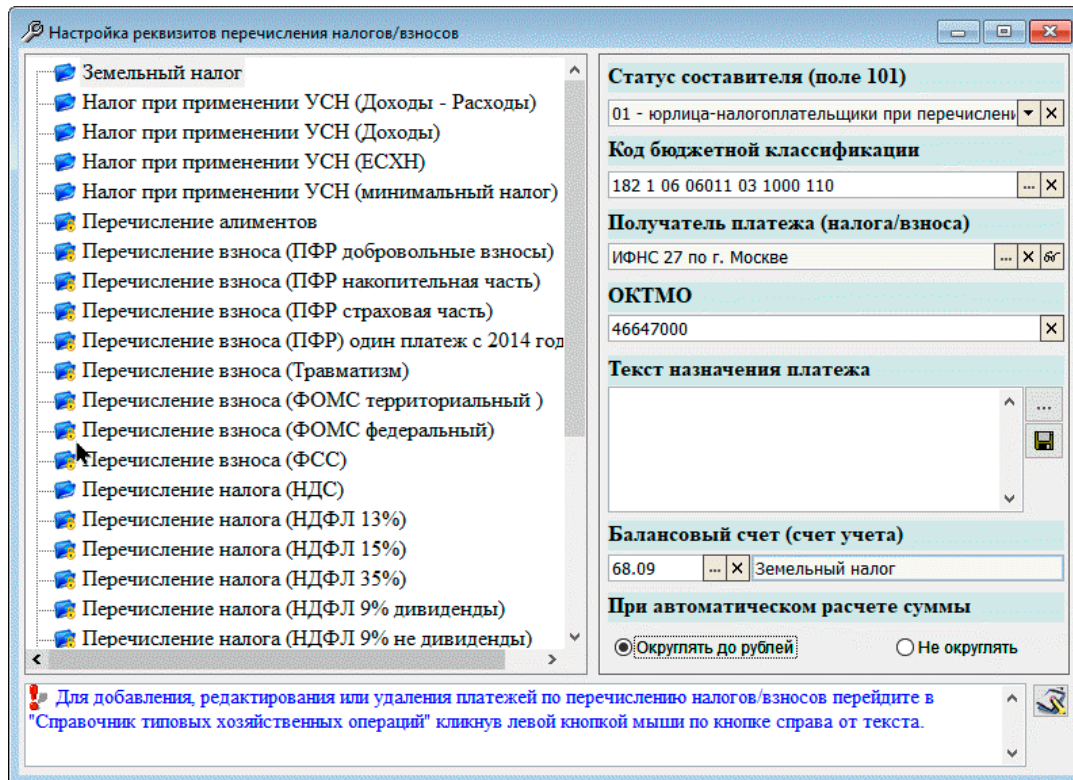 Настройка реквизитов перечисления налогов/взносов
Земельный налог
Налог при применении УСН (Доходы - Расходы)
Налог при применении УСН (Доходы)
Налог при применении УСН (ЕСХН)
Налог при применении УСН (минимальный налог)
Перечисление алиментов
Перечисление взноса (ПФР добровольные взносы)
Перечисление взноса (ПФР накопительная часть)
Перечисление взноса (ПФР страховая часть)
Перечисление взноса (ПФР) один платеж с 2014 год
Перечисление взноса (Травматизм)
Перечисление взноса (ФОМС территориальный )
Перечисление взноса (ФОМС федеральный)
Перечисление взноса (ФСС)
Перечисление налога (НДС)
Перечисление налога (НДФЛ 13%)
Перечисление налога (НДФЛ 15%)
Перечисление налога (НДФЛ 35%)
Перечисление налога (НДФЛ 9% дивиденды)
Перечисление налога (НДФЛ 9% не дивиденды)
Статус составителя (поле 101)
01 - юрлица-налогоплательщики при перечислени
Код бюджетной классификации
182 1 06 06011 03 1000 110
...
Получатель платежа (налога/взноса)
ИФНС 27 по г. Москве
...
ОКТМО
46647000
Текст назначения платежа
...
Балансовый счет (счет учета)
68.09 ... Земельный налог
При автоматическом расчете суммы
Округлять до рублей Не округлять
Для добавления, редактирования или удаления платежей по перечислению налогов/взносов перейдите в
"Справочник типовых хозяйственных операций" кликнув левой кнопкой мыши по кнопке справа от текста.